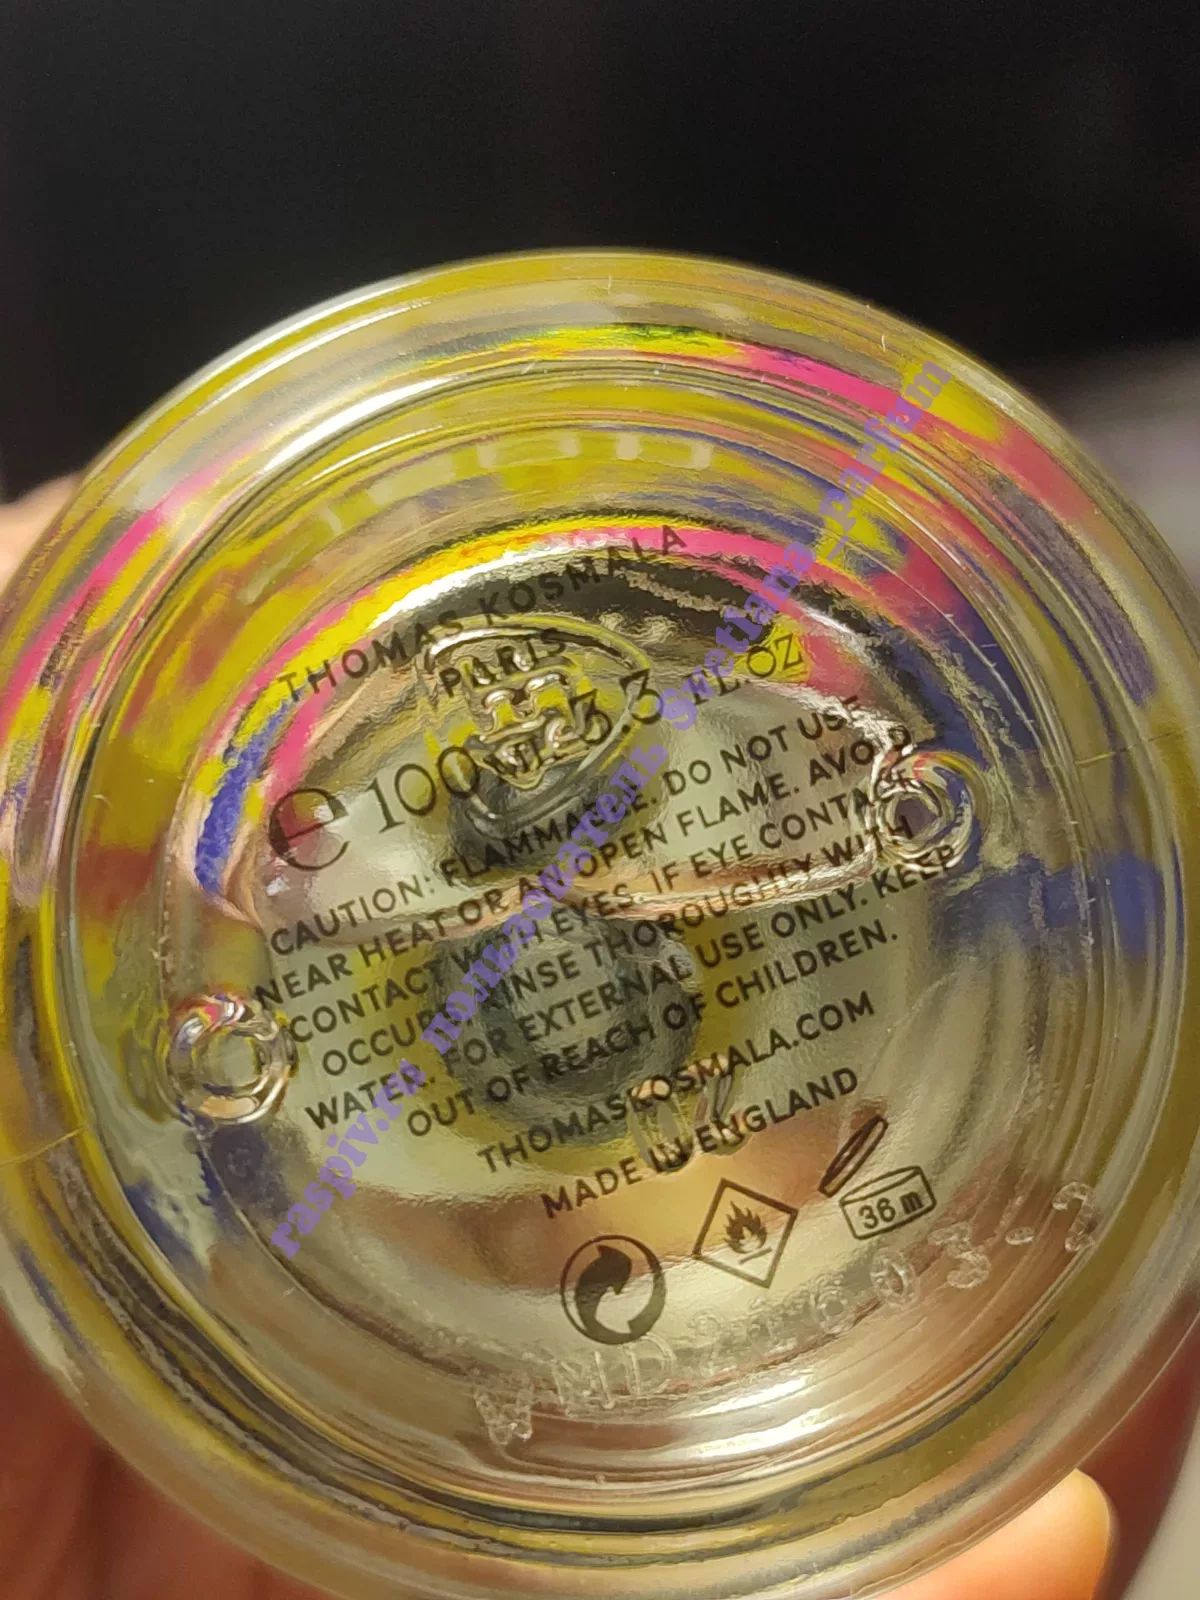 THOMAS KOSMALA
PARIS
e 100 ml 3.3 FL OZ
CAUTION: FLAMMABLE. DO NOT USE
NEAR HEAT OR AN OPEN FLAME. AVOID
CONTACT WITH EYES. IF EYE CONTACT
OCCURS RINSE THOROUGHLY WITH
WATER. FOR EXTERNAL USE ONLY. KEEP
OUT OF REACH OF CHILDREN.
THOMASKOSMALA.COM
MADE IN ENGLAND
36 m
raspiv.ru пользователь Swetlana_parfum